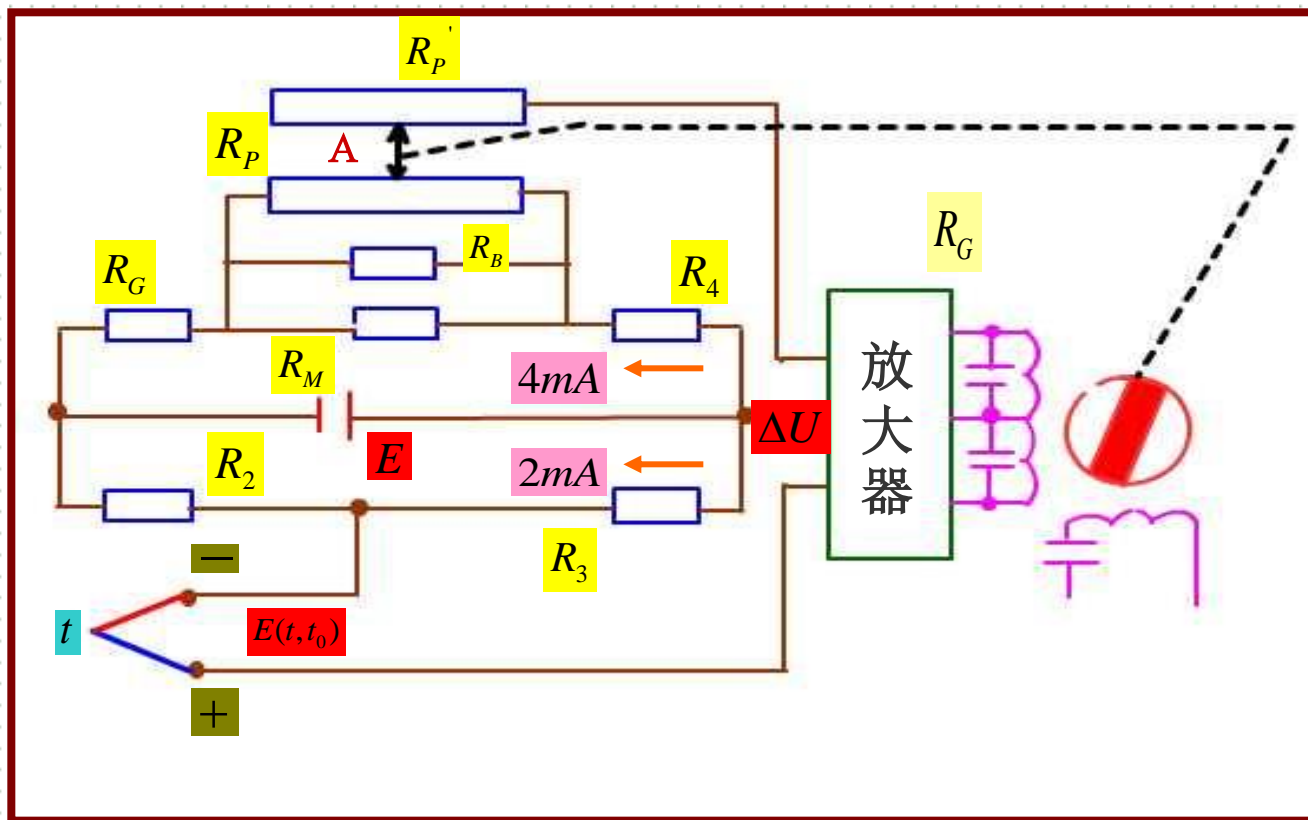 R_P'
R_P
A
R_B
R_G
R_G
R_4
R_M
4mA
放大器
E
ΔU
R_2
2mA
R_3
−
t
E(t,t_0)
+